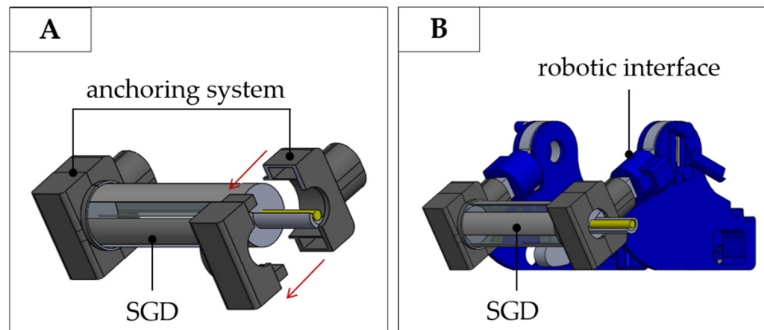 A
anchoring system
SGD
B
robotic interface
SGD